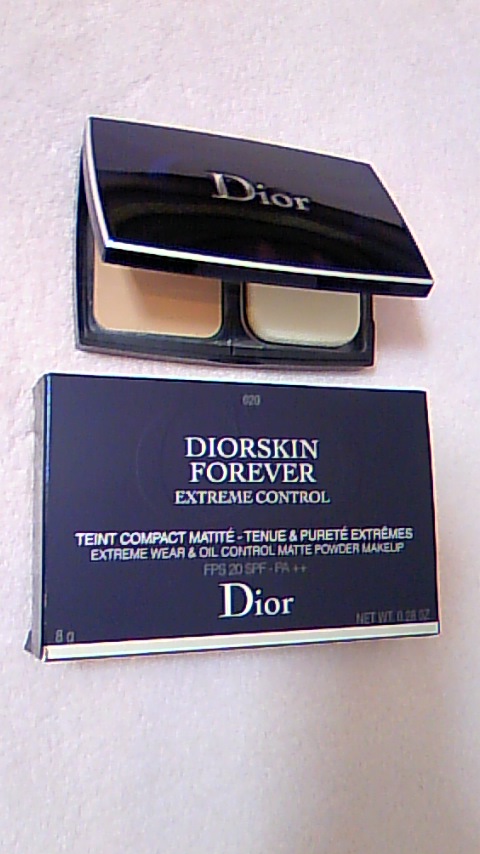 Dior
020
DIORSKIN
FOREVER
EXTREME CONTROL
TEINT COMPACT MATITÉ - TENUE & PURETÉ EXTRÊMES
EXTREME WEAR & OIL CONTROL MATTE POWDER MAKEUP
FPS 20 SPF - PA ++
Dior
8 g
NET WT. 0.28 OZ